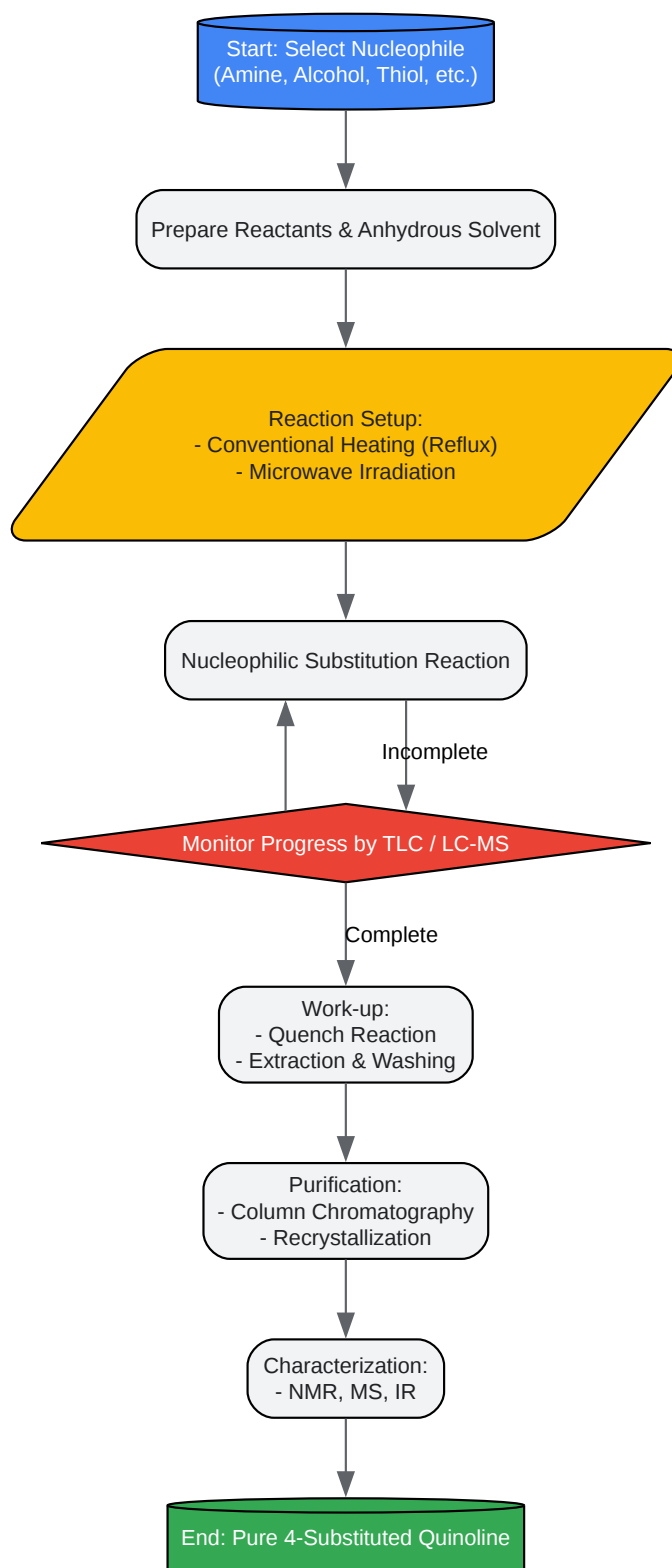 Start: Select Nucleophile
(Amine, Alcohol, Thiol, etc.)
Prepare Reactants & Anhydrous Solvent
Reaction Setup:
- Conventional Heating (Reflux)
- Microwave Irradiation
Nucleophilic Substitution Reaction
Incomplete
Monitor Progress by TLC / LC-MS
Complete
Work-up:
- Quench Reaction
- Extraction & Washing
Purification:
- Column Chromatography
- Recrystallization
Characterization:
- NMR, MS, IR
End: Pure 4-Substituted Quinoline